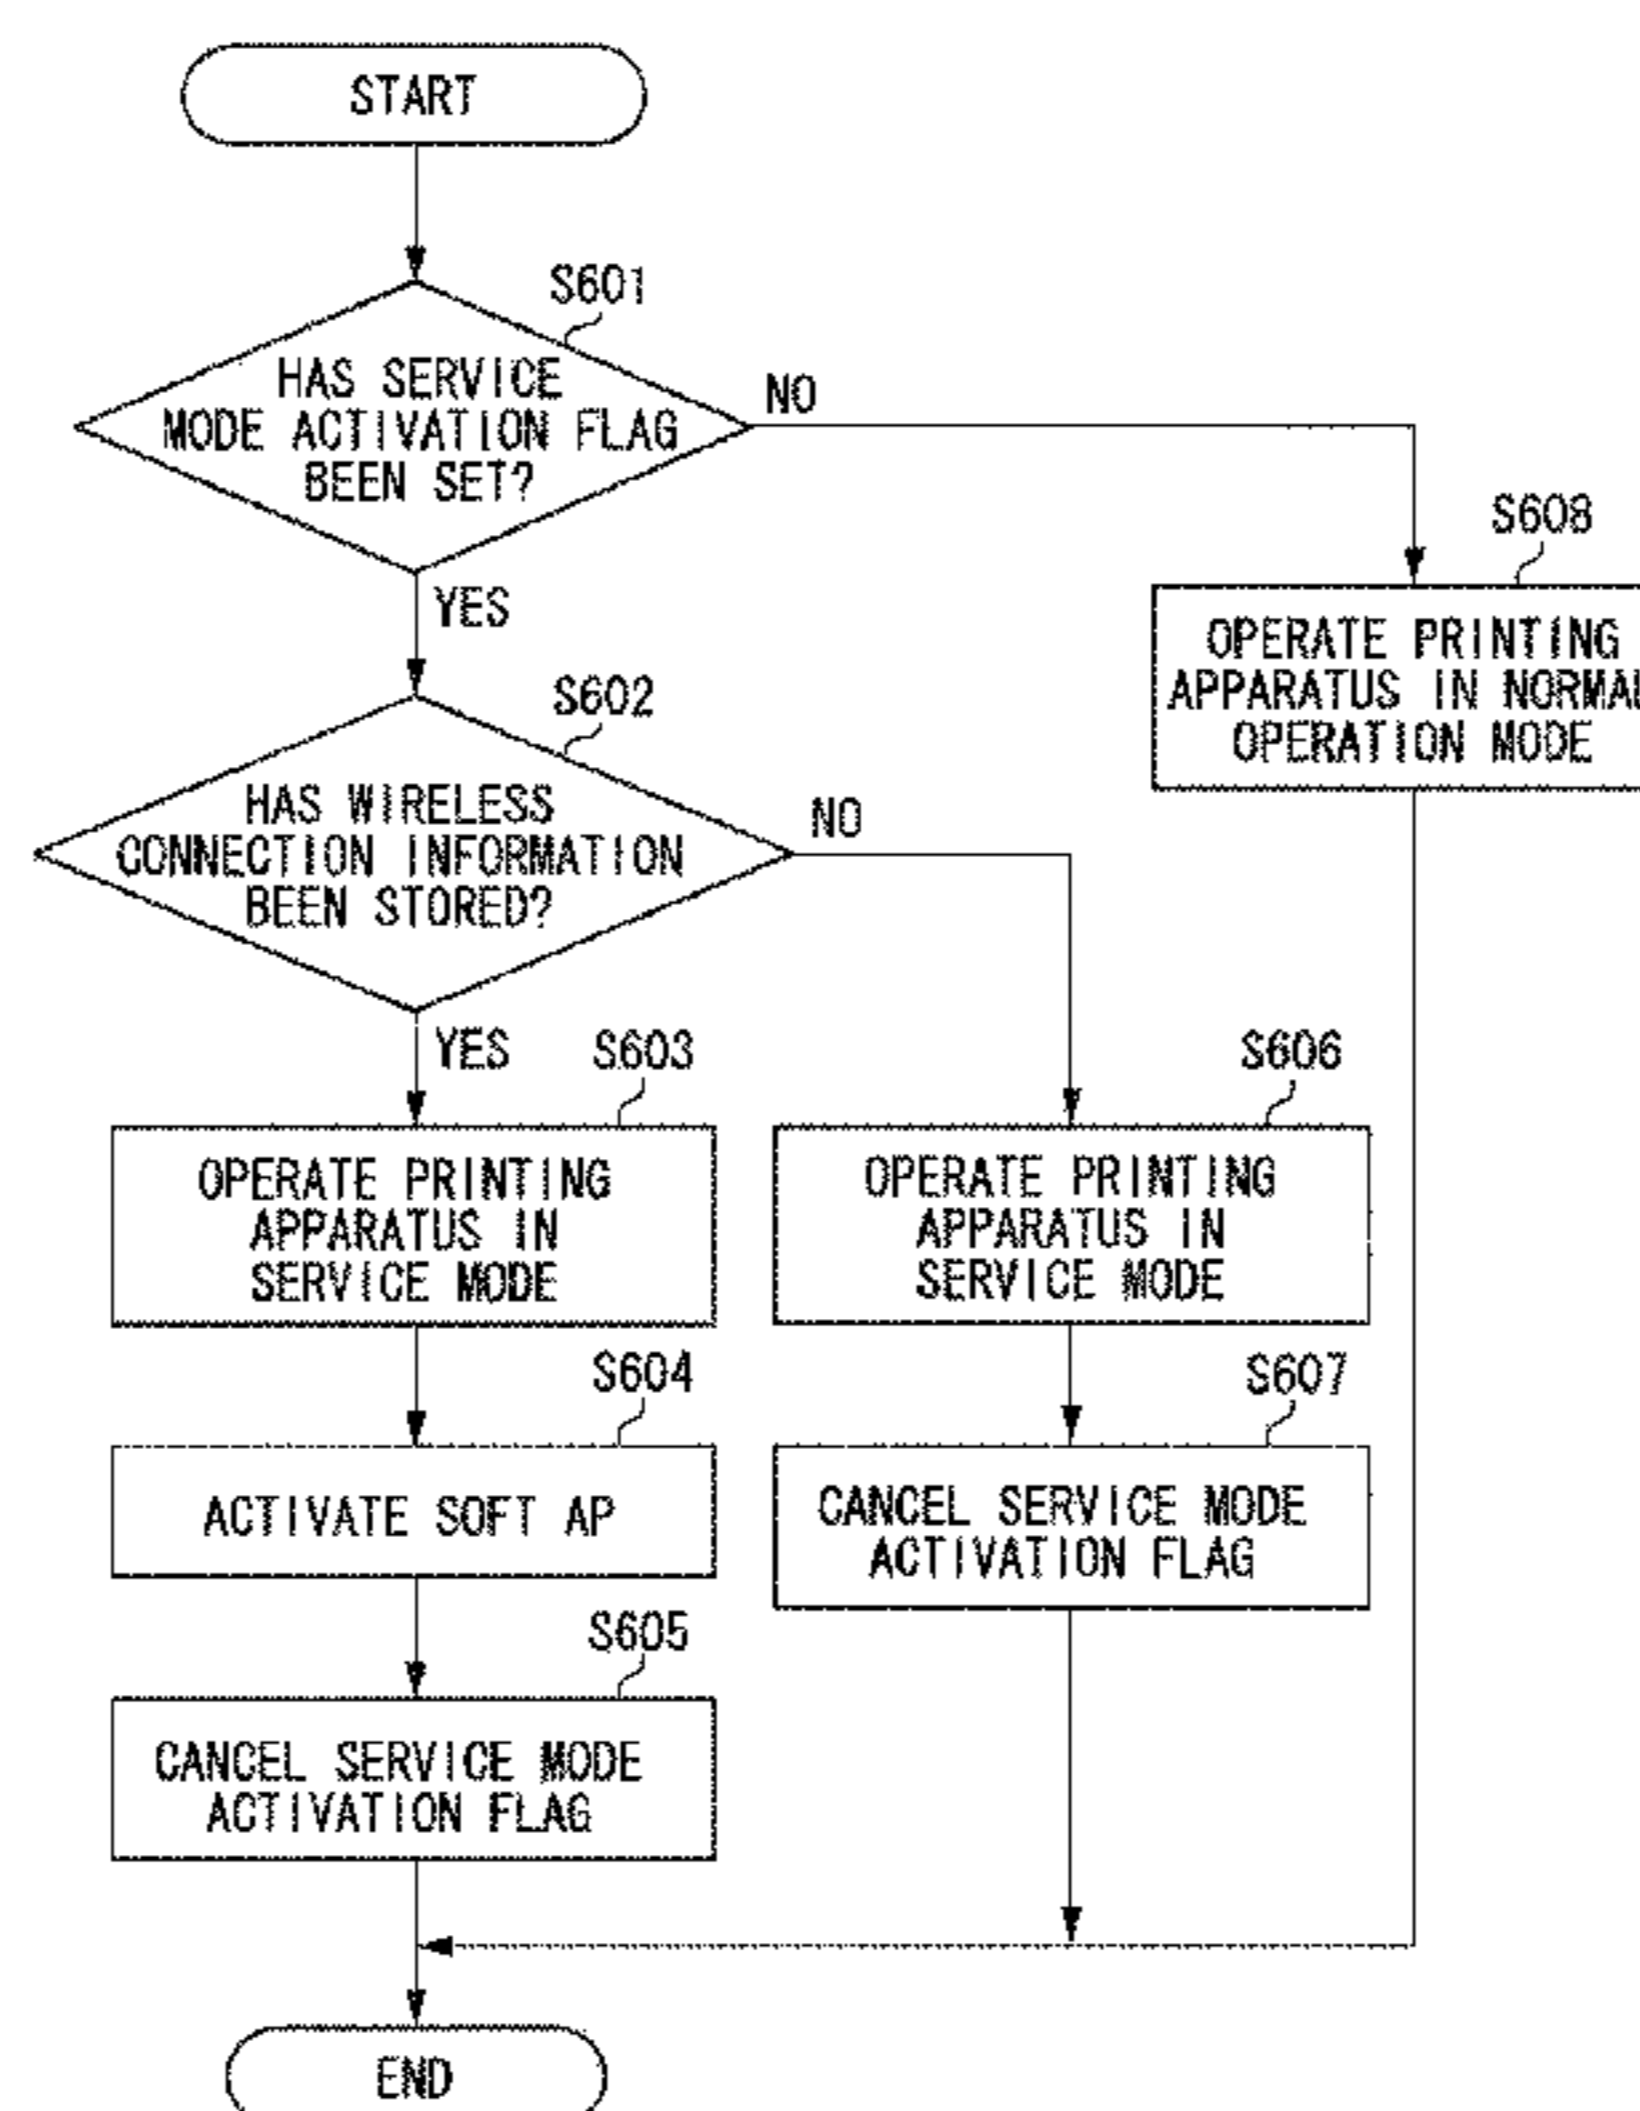 START
S601
HAS SERVICE
MODE ACTIVATION FLAG
BEEN SET?
NO
YES
S608
OPERATE PRINTING
APPARATUS IN NORMAL
OPERATION MODE
S602
HAS WIRELESS
CONNECTION INFORMATION
BEEN STORED?
NO
YES
S603
OPERATE PRINTING
APPARATUS IN
SERVICE MODE
S606
OPERATE PRINTING
APPARATUS IN
SERVICE MODE
S604
ACTIVATE SOFT AP
S607
CANCEL SERVICE MODE
ACTIVATION FLAG
S605
CANCEL SERVICE MODE
ACTIVATION FLAG
END